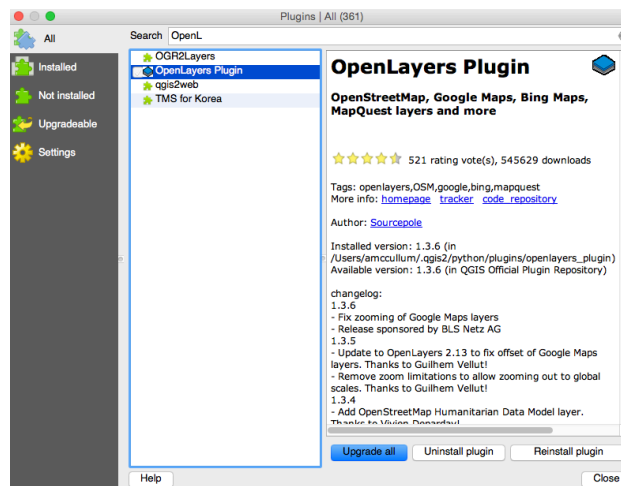 Plugins | All (361)
All
Installed
Not installed
Upgradeable
Settings
Search OpenL
OGR2Layers
OpenLayers Plugin
qgis2web
TMS for Korea
OpenLayers Plugin
OpenStreetMap, Google Maps, Bing Maps,
MapQuest layers and more
521 rating vote(s), 545629 downloads
Tags: openlayers,OSM,google,bing,mapquest
More info: homepage tracker code_repository
Author: Sourcepole
Installed version: 1.3.6 (in
/Users/amccullum/.qgis2/python/plugins/openlayers_plugin)
Available version: 1.3.6 (in QGIS Official Plugin Repository)
changelog:
1.3.6
- Fix zooming of Google Maps layers
- Release sponsored by BLS Netz AG
1.3.5
- Update to OpenLayers 2.13 to fix offset of Google Maps
layers. Thanks to Guilhem Vellut!
- Remove zoom limitations to allow zooming out to global
scales. Thanks to Guilhem Vellut!
1.3.4
- Add OpenStreetMap Humanitarian Data Model layer.
Thanks to Vivien
Upgrade all
Uninstall plugin
Reinstall plugin
Help
Close